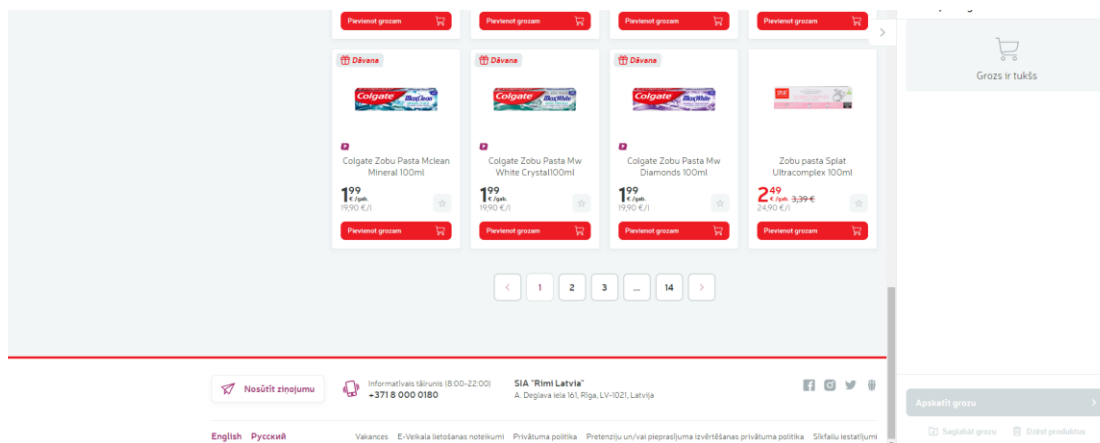 Pievienot grozam
Pievienot grozam
Pievienot grozam
Pievienot grozam
Grozs ir tukšs
Dāvana
Dāvana
Dāvana
Colgate MaxClean
Colgate MaxWhite
Colgate MaxWhite
Colgate Zobu Pasta Mclean
Mineral 100ml
1 99 € /gab.
19,90 €/l
Pievienot grozam
Colgate Zobu Pasta Mw
White Crystal100ml
1 99 € /gab.
19,90 €/l
Pievienot grozam
Colgate Zobu Pasta Mw
Diamonds 100ml
1 99 € /gab.
19,90 €/l
Pievienot grozam
Zobu pasta Splat
Ultracomplex 100ml
2 49 € /gab. 3,39 €
24,90 €/l
Pievienot grozam
< 1 2 3 ... 14 >
Nosūtīt ziņojumu
Informatīvais tālrunis (8:00-22:00)
+371 8 000 0180
SIA "Rimi Latvia"
A. Deglava iela 161, Rīga, LV-1021, Latvija
Apskatīt grozu
Saglabāt grozu Dzēst produktus
English Русский
Vakances E-Veikala lietošanas noteikumi Privātuma politika Pretenziju un/vai pieprasījuma izvērtēšanas privātuma politika Sīkfailu iestatījumi